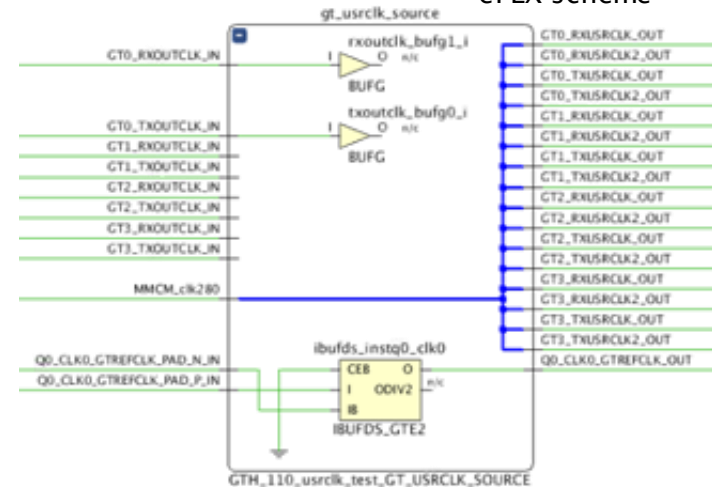 eFEX scheme
gt_usrclk_source
rxoutclk_bufg1_i
I O n/c
BUFG
txoutclk_bufg0_i
I O n/c
BUFG
GT0_RXOUTCLK_IN
GT0_TXOUTCLK_IN
GT1_RXOUTCLK_IN
GT1_TXOUTCLK_IN
GT2_RXOUTCLK_IN
GT2_TXOUTCLK_IN
GT3_RXOUTCLK_IN
GT3_TXOUTCLK_IN
MMCM_clk280
Q0_CLK0_GTREFCLK_PAD_N_IN
Q0_CLK0_GTREFCLK_PAD_P_IN
ibufds_instq0_clk0
CEB O
I ODIV2 n/c
IB
IBUFDS_GTE2
GT0_RXUSRCLK_OUT
GT0_RXUSRCLK2_OUT
GT0_TXUSRCLK_OUT
GT0_TXUSRCLK2_OUT
GT1_RXUSRCLK_OUT
GT1_RXUSRCLK2_OUT
GT1_TXUSRCLK_OUT
GT1_TXUSRCLK2_OUT
GT2_RXUSRCLK_OUT
GT2_RXUSRCLK2_OUT
GT2_TXUSRCLK_OUT
GT2_TXUSRCLK2_OUT
GT3_RXUSRCLK_OUT
GT3_RXUSRCLK2_OUT
GT3_TXUSRCLK_OUT
GT3_TXUSRCLK2_OUT
Q0_CLK0_GTREFCLK_OUT
GTH_110_usrclk_test_GT_USRCLK_SOURCE